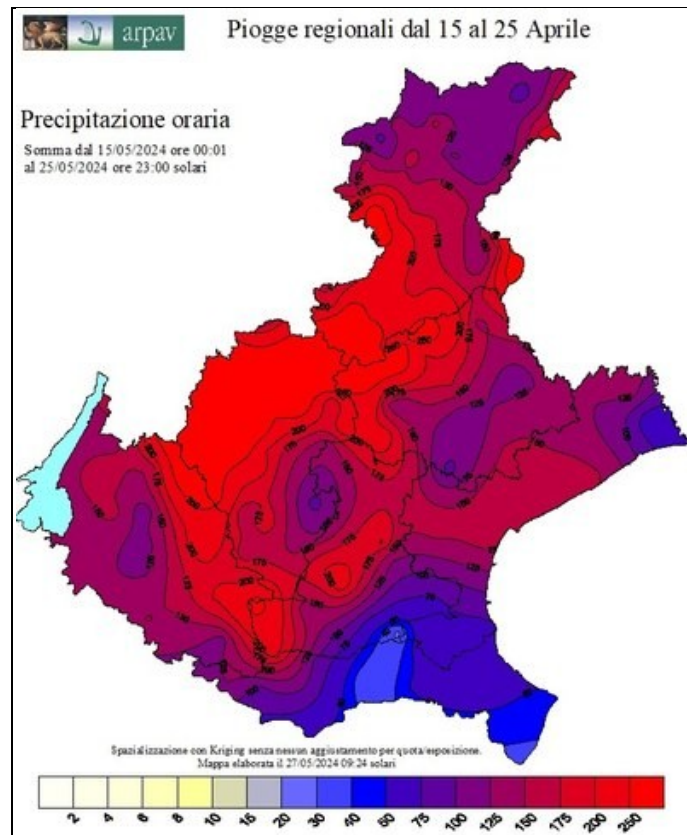 arpav
Piogge regionali dal 15 al 25 Aprile
Precipitazione oraria
Somma dal 15/05/2024 ore 00:01
al 25/05/2024 ore 23:00 solari
Spazializzazione con Kriging senza nessun aggiustamento per quota/esposizione.
Mappa elaborata il 27/05/2024 09:24 solari
2 4 6 8 10 15 20 30 40 50 75 100 125 150 175 200 250